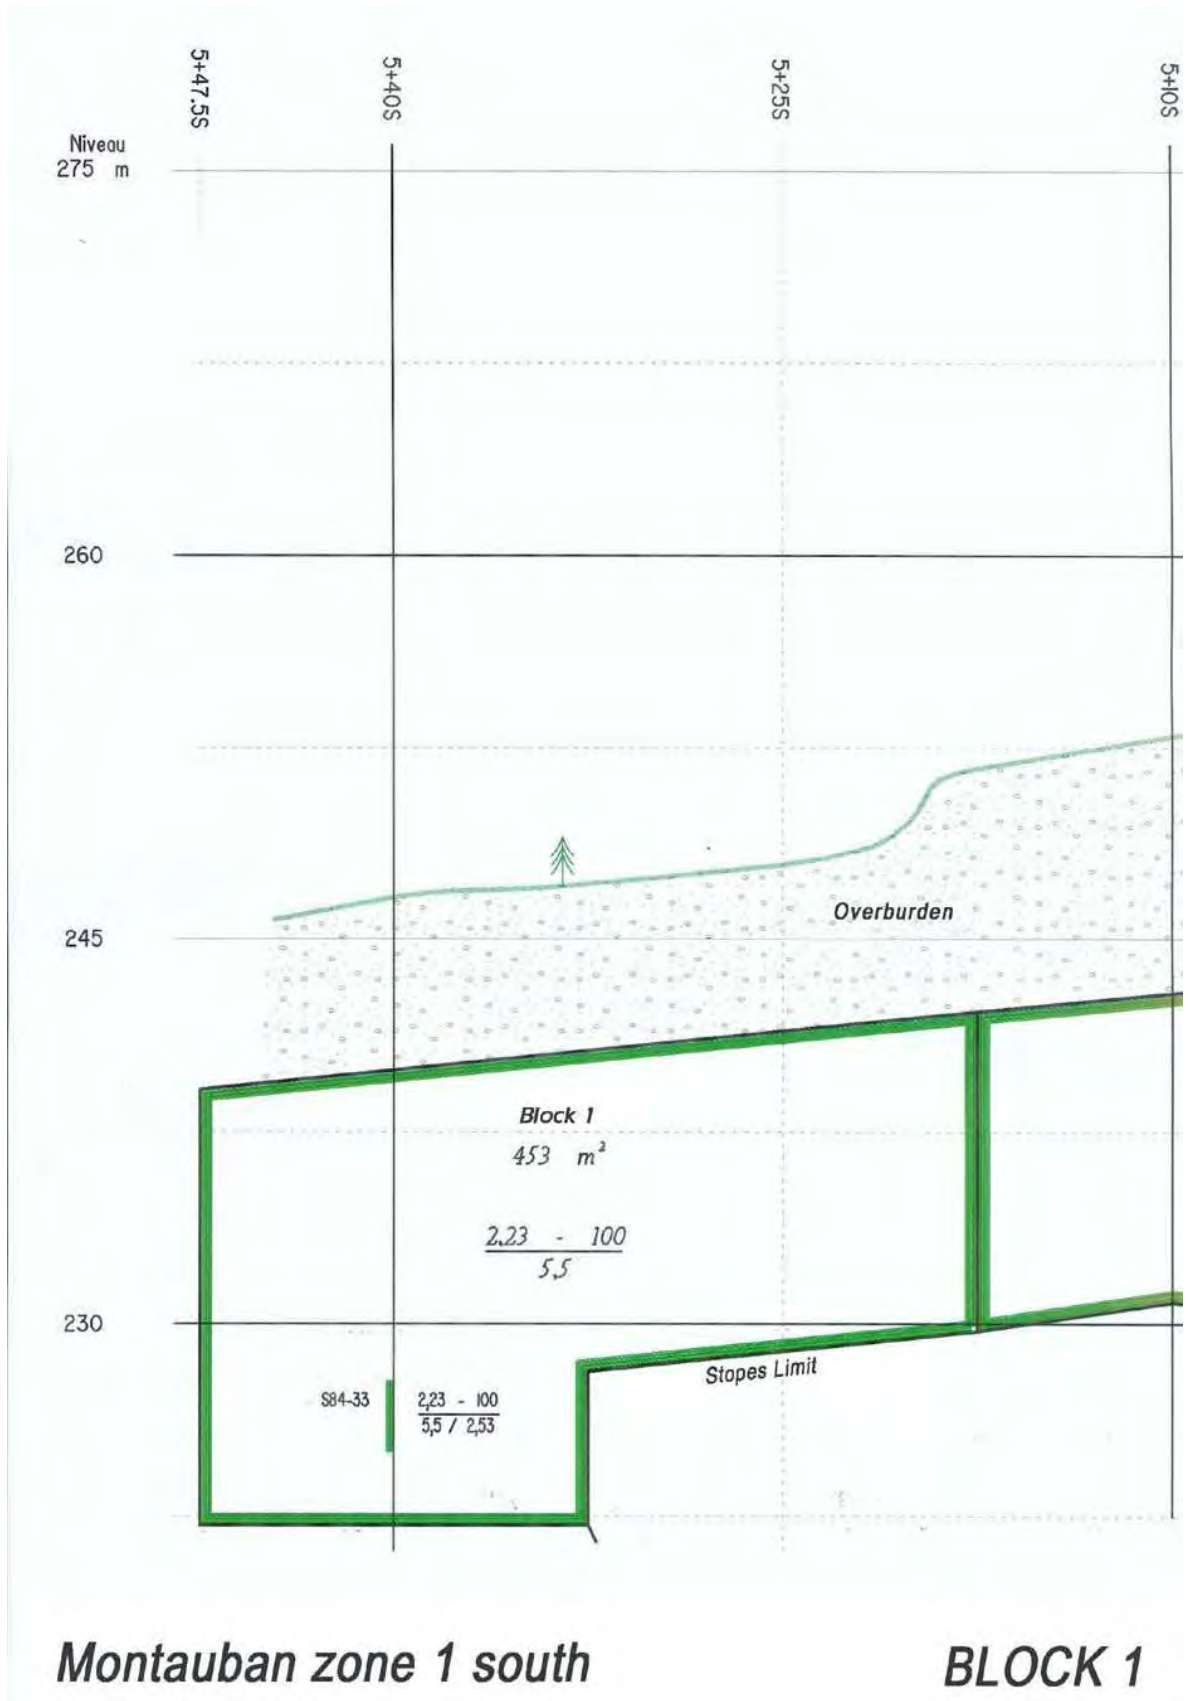 5+47.5S
5+40S
5+25S
5+10S
Niveau
275 m
260
Overburden
245
Block 1
453 m²
2.23 - 100
5,5
230
Stopes Limit
S84-33
2,23 - 100
5,5 / 2,53
Montauban zone 1 south
BLOCK 1